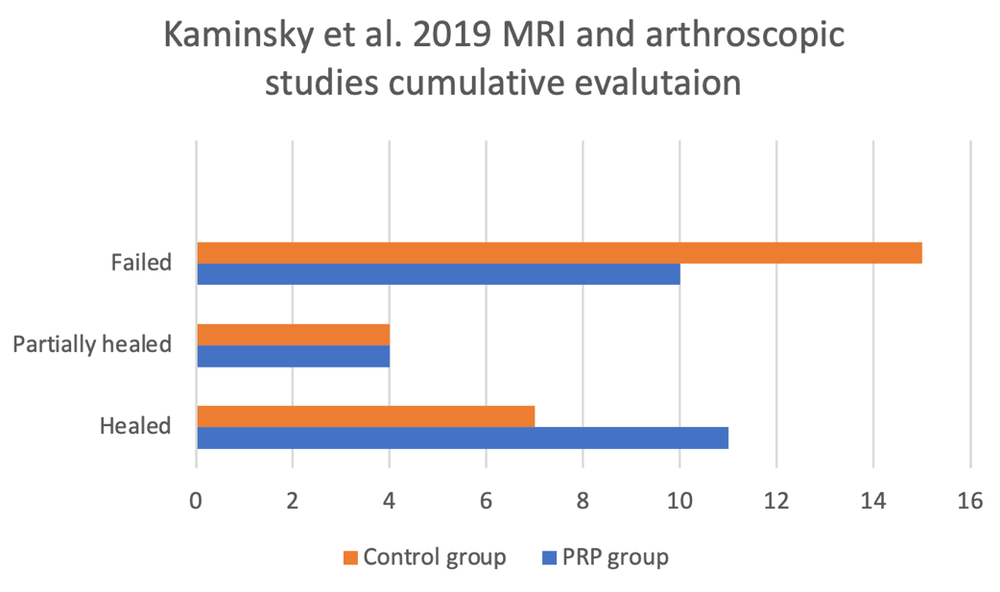 Kaminsky et al. 2019 MRI and arthroscopic
studies cumulative evalutaion
Failed
Partially healed
Healed
0 2 4 6 8 10 12 14 16
Control group PRP group